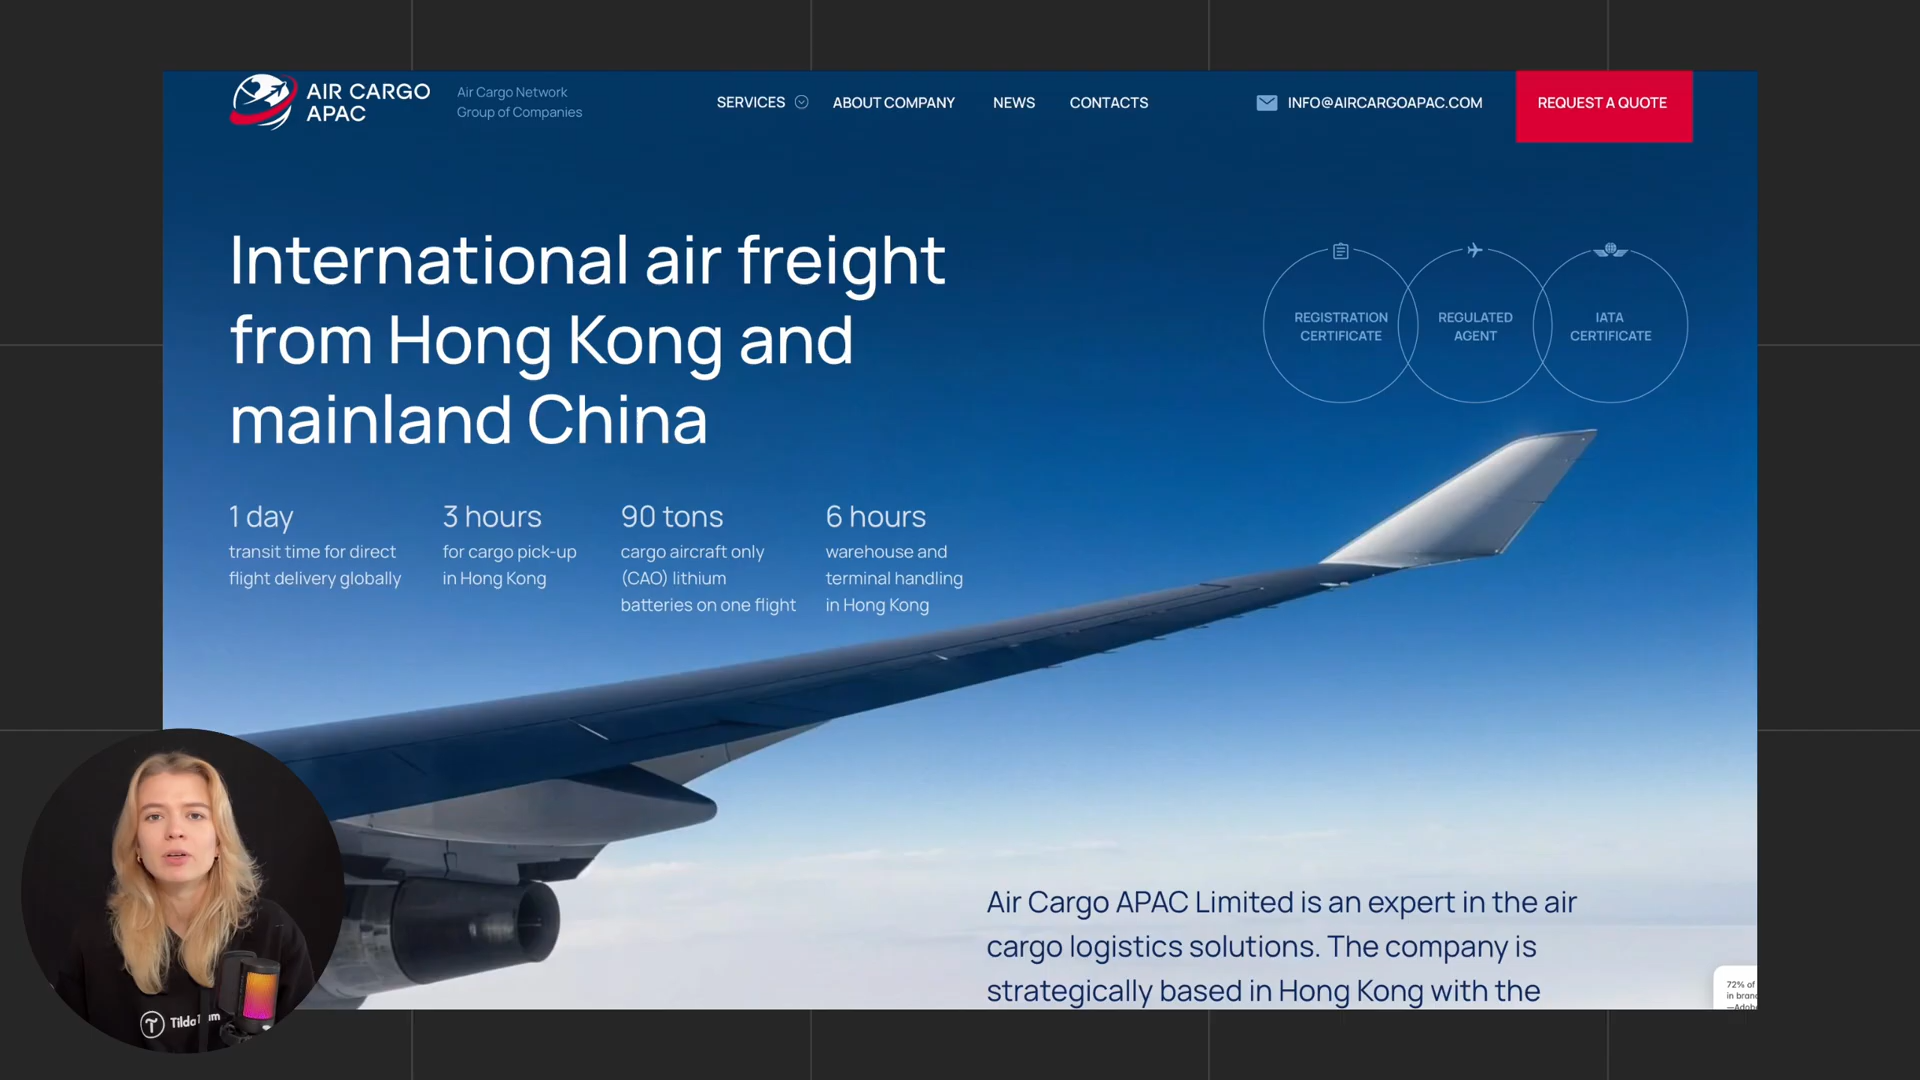 AIR CARGO
APAC
Air Cargo Network
Group of Companies
SERVICES
ABOUT COMPANY
NEWS
CONTACTS
INFO@AIRCARGOAPAC.COM
REQUEST A QUOTE
International air freight
from Hong Kong and
mainland China
REGISTRATION
CERTIFICATE
REGULATED
AGENT
IATA
CERTIFICATE
1 day
transit time for direct
flight delivery globally
3 hours
for cargo pick-up
in Hong Kong
90 tons
cargo aircraft only
(CAO) lithium
batteries on one flight
6 hours
warehouse and
terminal handling
in Hong Kong
Air Cargo APAC Limited is an expert in the air
cargo logistics solutions. The company is
strategically based in Hong Kong with the
72% of
in
Tilda